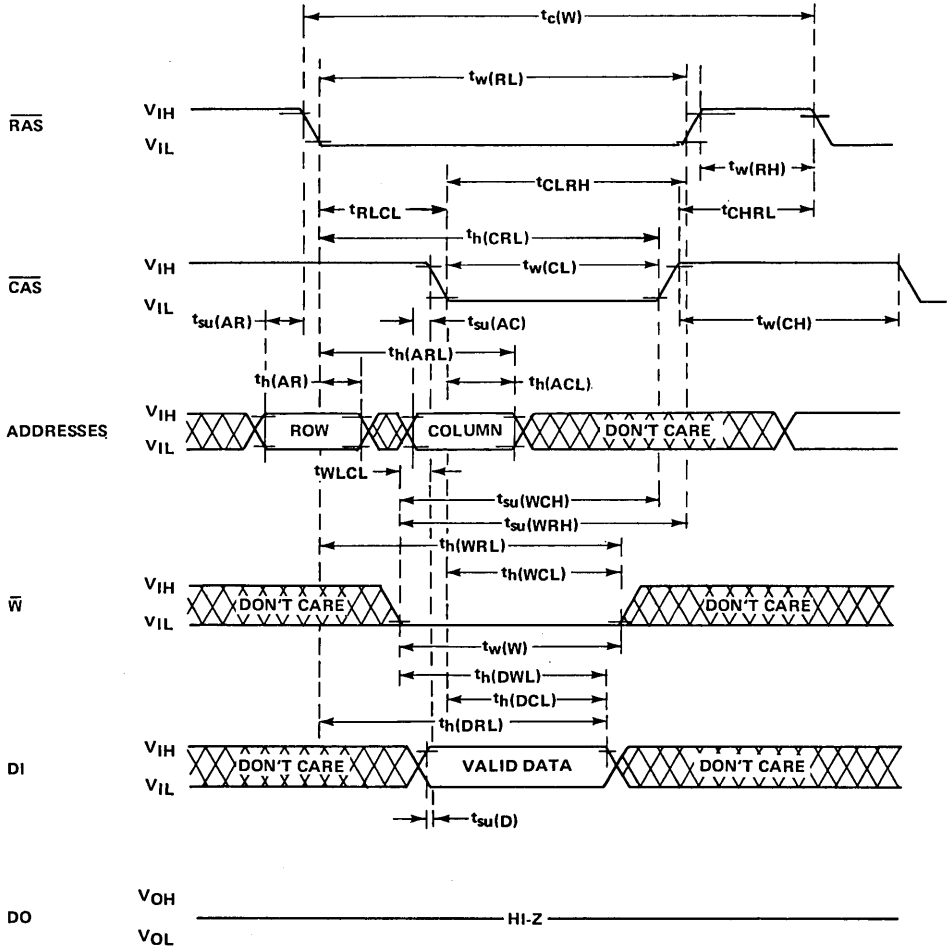 tc(W)
tw(RL)
RAS
VIH
VIL
tw(RH)
tCLRH
tRLCL
tCHRL
th(CRL)
CAS
VIH
VIL
tw(CL)
tsu(AR)
tsu(AC)
tw(CH)
th(ARL)
th(AR)
th(ACL)
ADDRESSES
VIH
VIL
ROW
COLUMN
DON'T CARE
tWLCL
tsu(WCH)
tsu(WRH)
th(WRL)
th(WCL)
W
VIH
VIL
DON'T CARE
DON'T CARE
tw(W)
th(DWL)
th(DCL)
th(DRL)
DI
VIH
VIL
DON'T CARE
VALID DATA
DON'T CARE
tsu(D)
DO
VOH
HI-Z
VOL